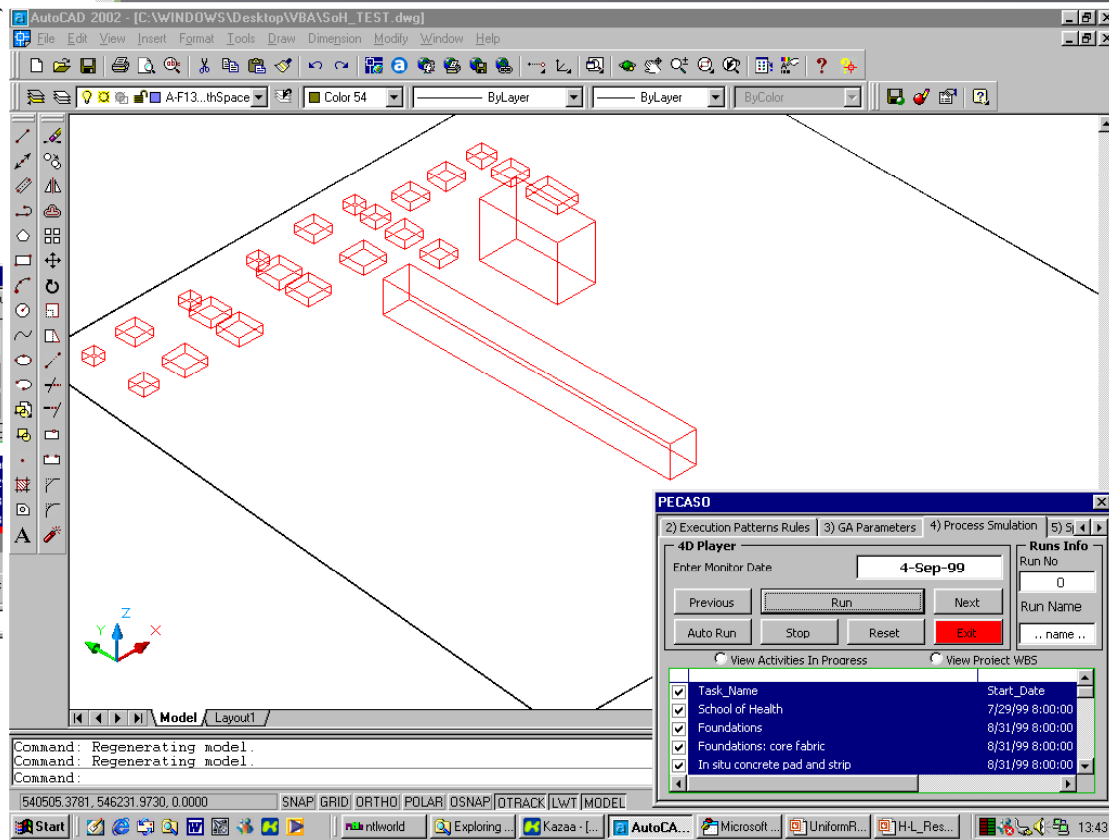 AutoCAD 2002 - [C:\WINDOWS\Desktop\VBA\SoH_TEST.dwg]
File Edit View Insert Format Tools Draw Dimension Modify Window Help
A-F13...thSpace Color 54 ByLayer ByLayer ByColor
A
Z
Y X
Model Layout1
Command: Regenerating model.
Command: Regenerating model.
Command:
540505.3781, 546231.9730, 0.0000 SNAP GRID ORTHO POLAR OSNAP OTRACK LWT MODEL
PECASO
2) Execution Patterns Rules 3) GA Parameters 4) Process Smulation 5) S
4D Player
Enter Monitor Date 4-Sep-99
Previous Run Next
Auto Run Stop Reset Exit
Runs Info
Run No
0
Run Name
.. name ..
View Activities In Progress View Project WBS
Task_Name Start_Date
School of Health 7/29/99 8:00:00
Foundations 8/31/99 8:00:00
Foundations: core fabric 8/31/99 8:00:00
In situ concrete pad and strip 8/31/99 8:00:00
Start ntlworld Exploring ... Kazaa - [... AutoCA... Microsoft ... UniformR... H-L_Res... 13:43